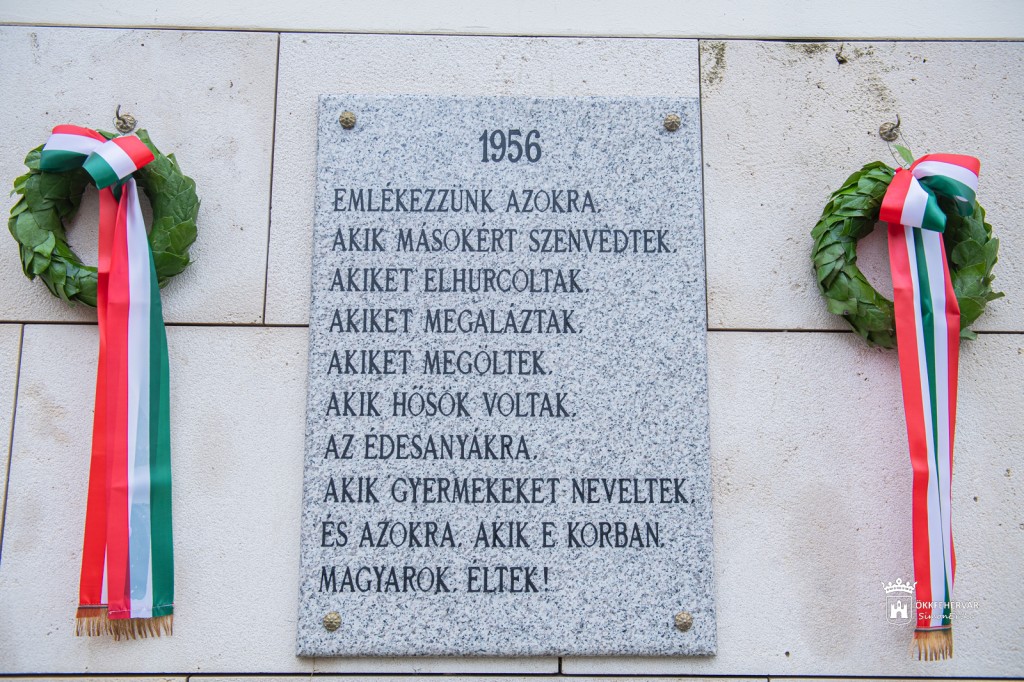 1956
EMLÉKEZZÜNK AZOKRA,
AKIK MÁSOKÉRT SZENVEDTEK,
AKIKET ELHURCOLTAK,
AKIKET MEGALÁZTAK,
AKIKET MEGÖLTEK,
AKIK HŐSÖK VOLTAK,
AZ ÉDESANYÁKRA,
AKIK GYERMEKEKET NEVELTEK,
ÉS AZOKRA, AKIK E KORBAN,
MAGYAROK, ÉLTEK!